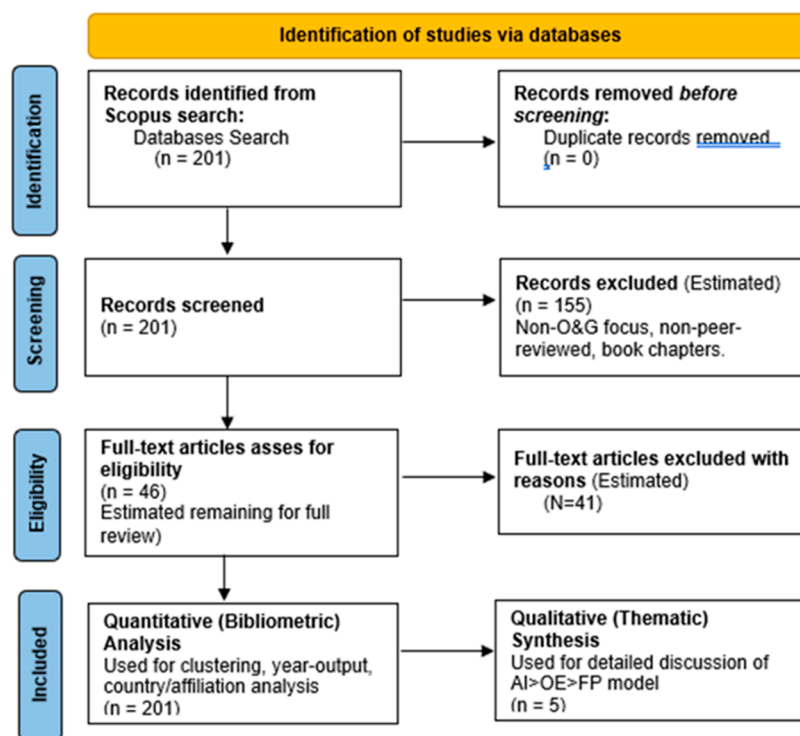 Identification of studies via databases
Identification
Records identified from
Scopus search:
Databases Search
(n = 201)
Records removed before
screening:
Duplicate records removed
(n = 0)
Screening
Records screened
(n = 201)
Records excluded (Estimated)
(n = 155)
Non-O&G focus, non-peer-
reviewed, book chapters.
Eligibility
Full-text articles asses for
eligibility
(n = 46)
Estimated remaining for full
review)
Full-text articles excluded with
reasons (Estimated)
(N=41)
Included
Quantitative (Bibliometric)
Analysis
Used for clustering, year-output,
country/affiliation analysis
(n = 201)
Qualitative (Thematic)
Synthesis
Used for detailed discussion of
AI>OE>FP model
(n = 5)